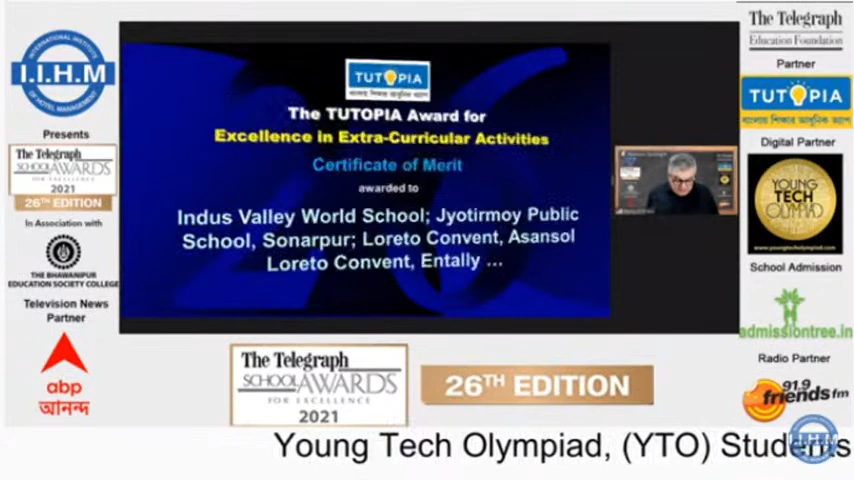 INTERNATIONAL INSTITUTE
I.I.H.M
OF HOTEL MANAGEMENT
Presents
The Telegraph
SCHOOL AWARDS
FOR EXCELLENCE
2021
26TH EDITION
In Association with
THE BHAWANIPUR
EDUCATION SOCIETY COLLEGE
Television News
Partner
abp
আনন্দ
TUTOPIA
বাংলায় শিক্ষার আধুনিক অ্যাপ
The TUTOPIA Award for
Excellence in Extra-Curricular Activities
Certificate of Merit
awarded to
Indus Valley World School; Jyotirmoy Public
School, Sonarpur; Loreto Convent, Asansol
Loreto Convent, Entally ...
The Telegraph
Education Foundation
Partner
TUTOPIA
বাংলায় শিক্ষার আধুনিক অ্যাপ
Digital Partner
YOUNG
TECH
OLYMPIAD
www.youngtecholympiad.com
School Admission
admissiontree.in
Radio Partner
91.9
friends fm
The Telegraph
SCHOOL AWARDS
FOR EXCELLENCE
2021
26TH EDITION
Young Tech Olympiad, (YTO) Students
I.I.H.M